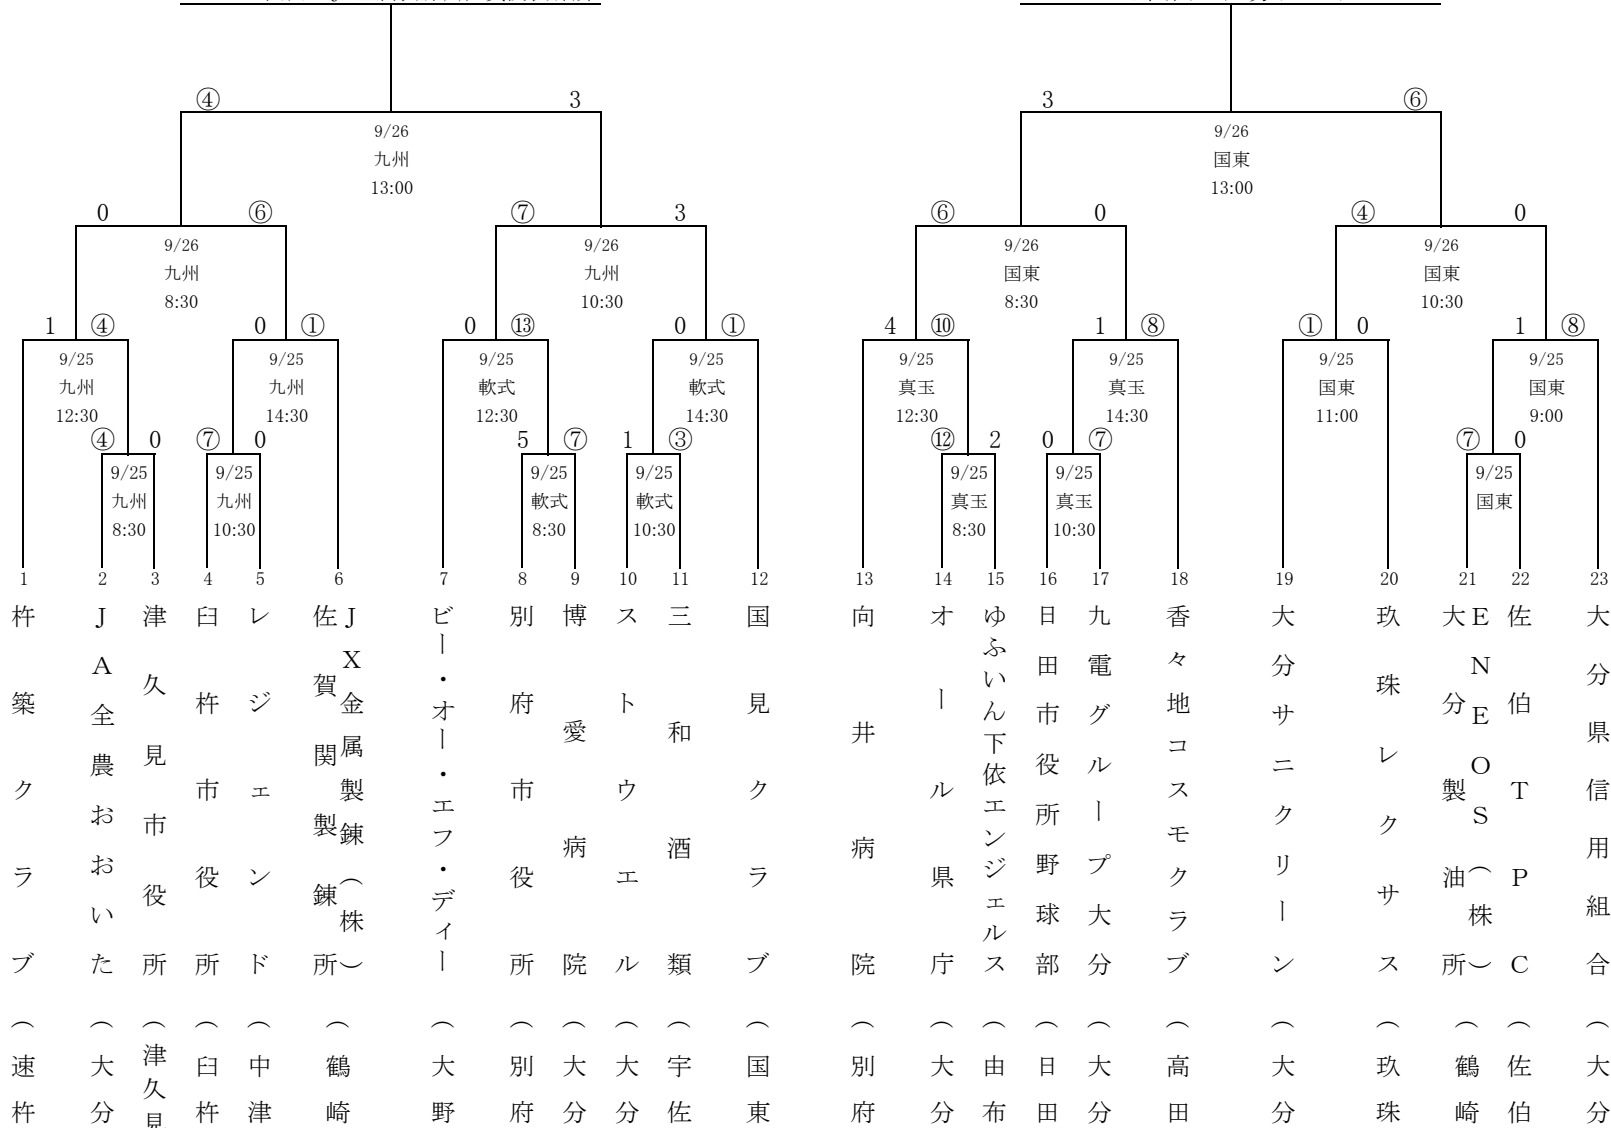 ④ 3 3 ⑥
9/26
九州
13:00
9/26
国東
13:00
0 ⑥ ⑦ 3 ⑥ 0 ④ 0
9/26
九州
8:30
9/26
九州
10:30
9/26
国東
8:30
9/26
国東
10:30
1 ④ 0 ① 0 ⑬ 0 ① 4 ⑩ 1 ⑧ ① 0 1 ⑧
9/25
九州
12:30
9/25
九州
14:30
9/25
軟式
12:30
9/25
軟式
14:30
9/25
真玉
12:30
9/25
真玉
14:30
9/25
国東
11:00
9/25
国東
9:00
④ 0 ⑦ 0 5 ⑦ 1 ③ ⑫ 2 0 ⑦ ⑦ 0
9/25
九州
8:30
9/25
九州
10:30
9/25
軟式
8:30
9/25
軟式
10:30
9/25
真玉
8:30
9/25
真玉
10:30
9/25
国東
1 2 3 4 5 6 7 8 9 10 11 12 13 14 15 16 17 18 19 20 21 22 23
杵築クラブ（速杵
JA全農おおいた（大分
津久見市役所（津久見
臼杵市役所（臼杵
レジェンド（中津
JX金属製錬（株）
佐賀関製錬所（鶴崎
ビー・オー・エフ・ディー（大野
別府市役所（別府
博愛病院（大分
ストウエル（大分
三和酒類（宇佐
国見クラブ（国東
向井病院（別府
オール大分県庁（大分
ゆふいん下依エンジェルス（由布
日田市役所野球部（日田
九電グループ大分（大分
香々地コスモクラブ（高田
大分サニクリーン（大分
玖珠レクサス（玖珠
ENEOS（株）
大分製油所（鶴崎
佐伯TPC（佐伯
大分県信用組合（大分